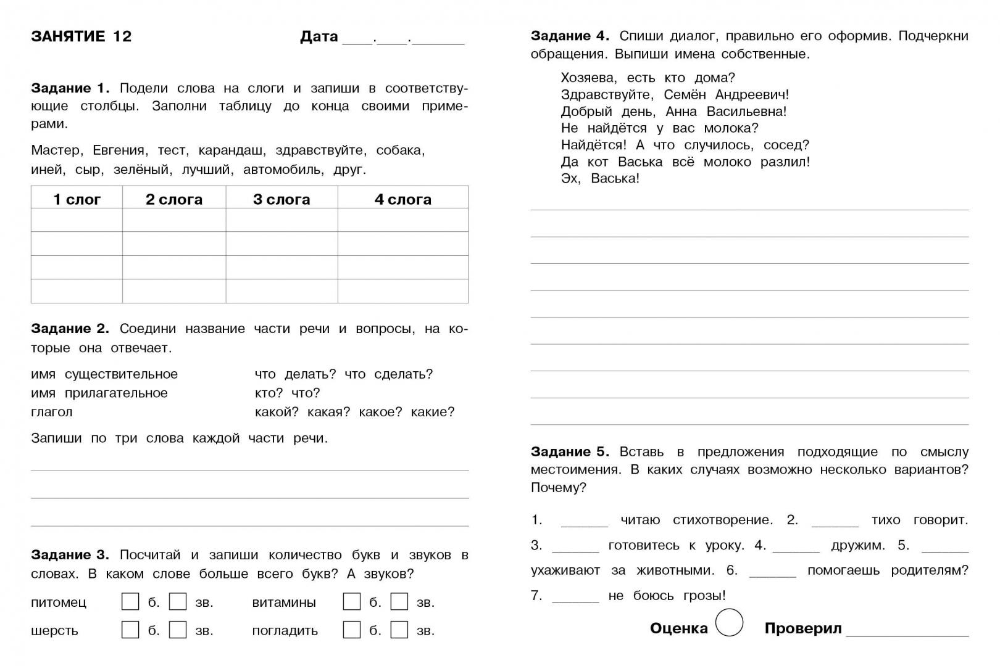 ЗАНЯТИЕ 12 Дата ____.____._______
Задание 1. Подели слова на слоги и запиши в соответству-
ющие столбцы. Заполни таблицу до конца своими приме-
рами.
Мастер, Евгения, тест, карандаш, здравствуйте, собака,
иней, сыр, зелёный, лучший, автомобиль, друг.
1 слог 2 слога 3 слога 4 слога
Задание 2. Соедини название части речи и вопросы, на ко-
торые она отвечает.
имя существительное что делать? что сделать?
имя прилагательное кто? что?
глагол какой? какая? какое? какие?
Запиши по три слова каждой части речи.
Задание 3. Посчитай и запиши количество букв и звуков в
словах. В каком слове больше всего букв? А звуков?
питомец б. зв. витамины б. зв.
шерсть б. зв. погладить б. зв.
Задание 4. Спиши диалог, правильно его оформив. Подчеркни
обращения. Выпиши имена собственные.
Хозяева, есть кто дома?
Здравствуйте, Семён Андреевич!
Добрый день, Анна Васильевна!
Не найдётся у вас молока?
Найдётся! А что случилось, сосед?
Да кот Васька всё молоко разлил!
Эх, Васька!
Задание 5. Вставь в предложения подходящие по смыслу
местоимения. В каких случаях возможно несколько вариантов?
Почему?
1. ______ читаю стихотворение. 2. ______ тихо говорит.
3. ______ готовитесь к уроку. 4. ______ дружим. 5. ______
ухаживают за животными. 6. ______ помогаешь родителям?
7. ______ не боюсь грозы!
Оценка Проверил _______________